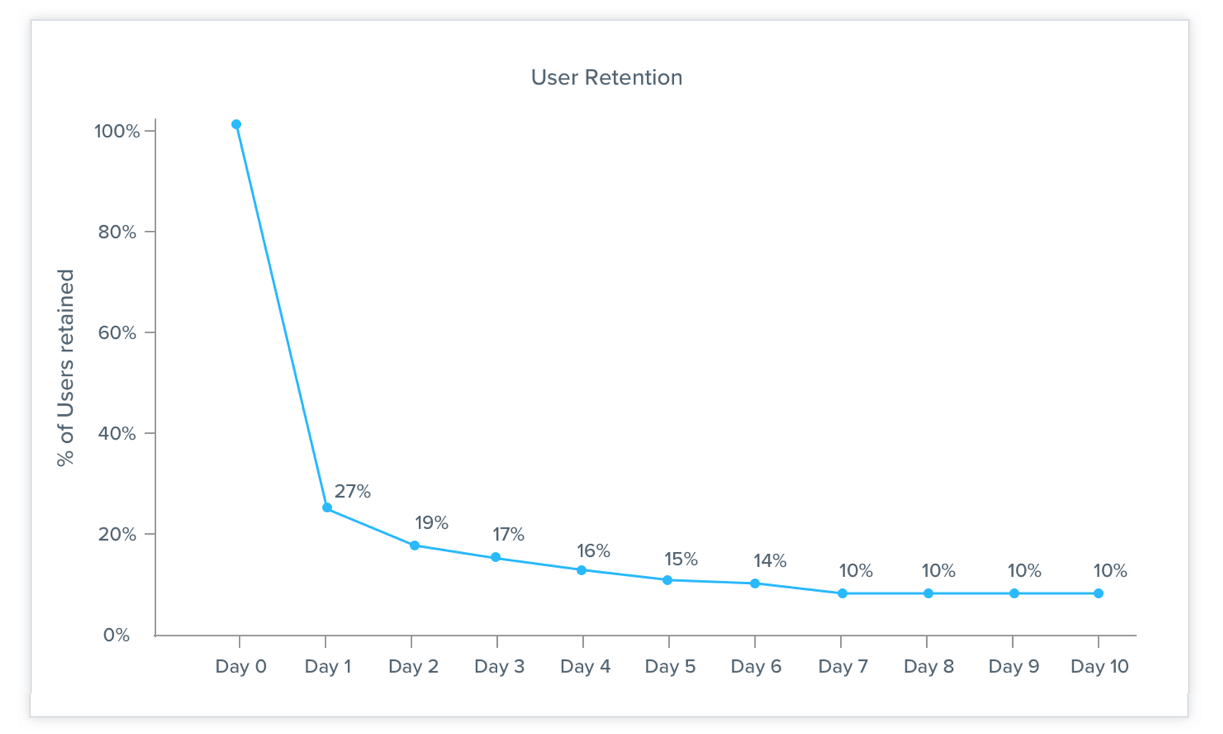 User Retention
% of Users retained
100%
80%
60%
40%
20%
0%
27%
19%
17%
16%
15%
14%
10%
10%
10%
10%
Day 0
Day 1
Day 2
Day 3
Day 4
Day 5
Day 6
Day 7
Day 8
Day 9
Day 10